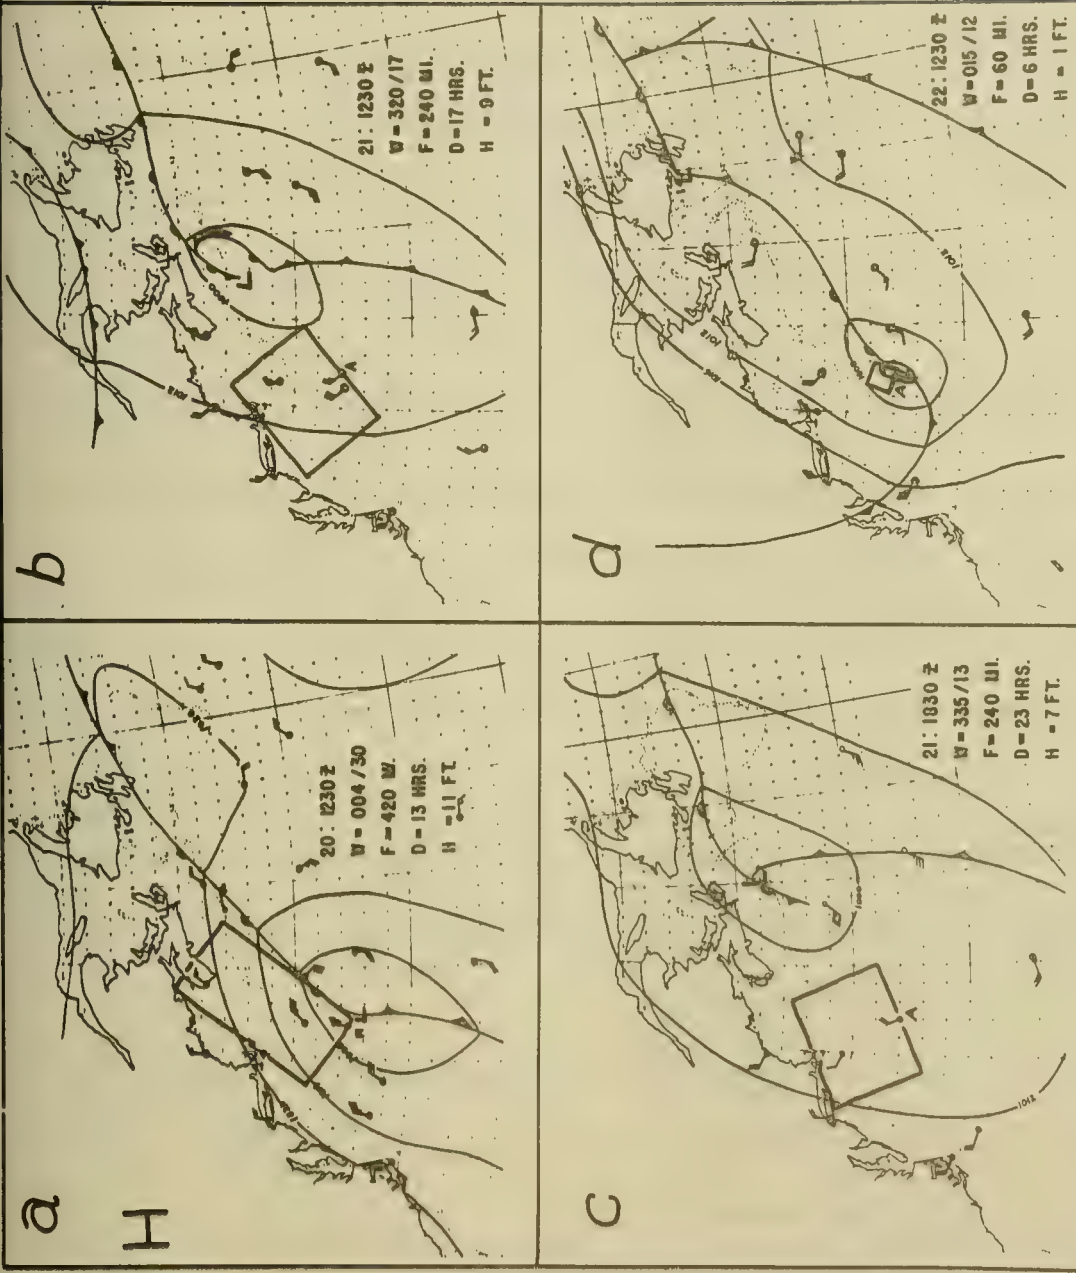 a
H
20: 1230 Z
W = 004/30
F = 420 W.
D = 13 HRS.
H = 11 FT.
b
1012
1000
A
21: 1230 Z
W = 320/17
F = 240 MI.
D = 17 HRS.
H = 9 FT.
c
1000
1012
A
21: 1830 Z
W = 335/13
F = 240 MI.
D = 23 HRS.
H = 7 FT.
d
1012
1012
1000
A
22: 1230 Z
W = 015/12
F = 60 MI.
D = 6 HRS.
H = 1 FT.